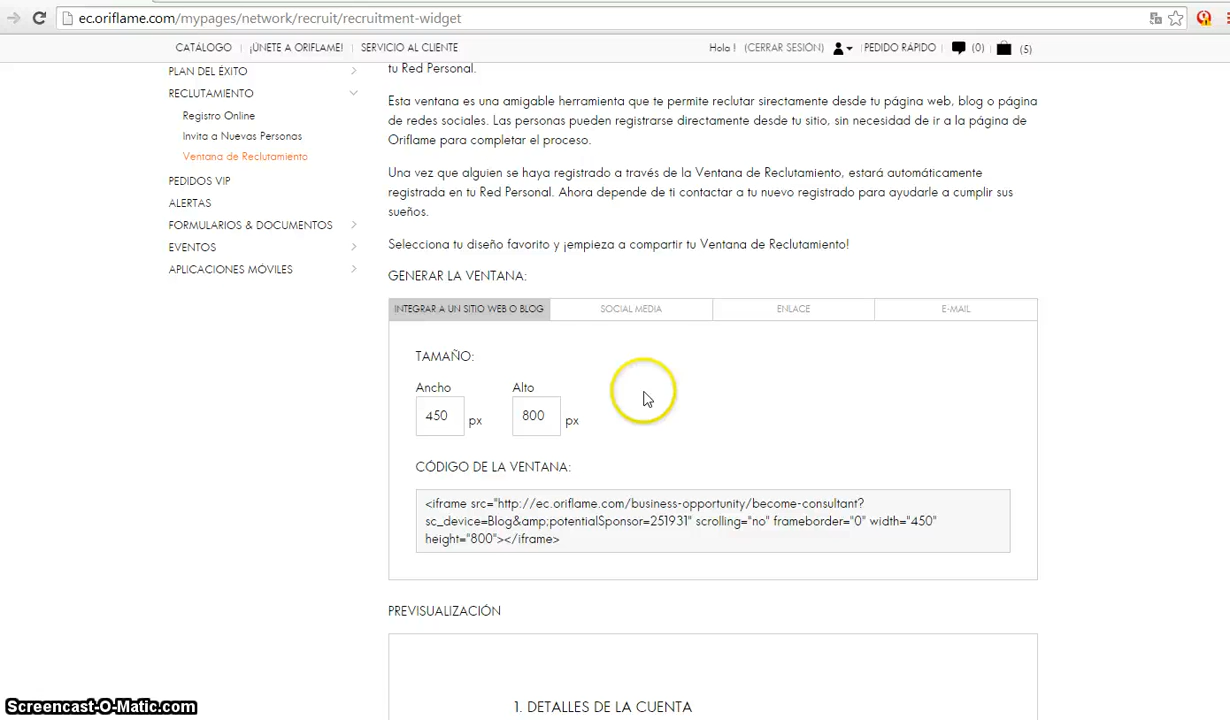 ec.oriflame.com/mypages/network/recruit/recruitment-widget
CATÁLOGO | ¡ÚNETE A ORIFLAME! | SERVICIO AL CLIENTE
Hola ! (CERRAR SESIÓN) | PEDIDO RÁPIDO | (0) | (5)
PLAN DEL ÉXITO
RECLUTAMIENTO
Registro Online
Invita a Nuevas Personas
Ventana de Reclutamiento
PEDIDOS VIP
ALERTAS
FORMULARIOS & DOCUMENTOS
EVENTOS
APLICACIONES MÓVILES
tu Red Personal.
Esta ventana es una amigable herramienta que te permite reclutar directamente desde tu página web, blog o página
de redes sociales. Las personas pueden registrarse directamente desde tu sitio, sin necesidad de ir a la página de
Oriflame para completar el proceso.
Una vez que alguien se haya registrado a través de la Ventana de Reclutamiento, estará automáticamente
registrada en tu Red Personal. Ahora depende de ti contactar a tu nuevo registrado para ayudarle a cumplir sus
sueños.
Selecciona tu diseño favorito y ¡empieza a compartir tu Ventana de Reclutamiento!
GENERAR LA VENTANA:
INTEGRAR A UN SITIO WEB O BLOG SOCIAL MEDIA ENLACE E-MAIL
TAMAÑO:
Ancho Alto
450 px 800 px
CÓDIGO DE LA VENTANA:
<iframe src="http://ec.oriflame.com/business-opportunity/become-consultant?
sc_device=Blog&amp;potentialSponsor=251931" scrolling="no" frameborder="0" width="450"
height="800"></iframe>
PREVISUALIZACIÓN
1. DETALLES DE LA CUENTA
Screencast-O-Matic.com